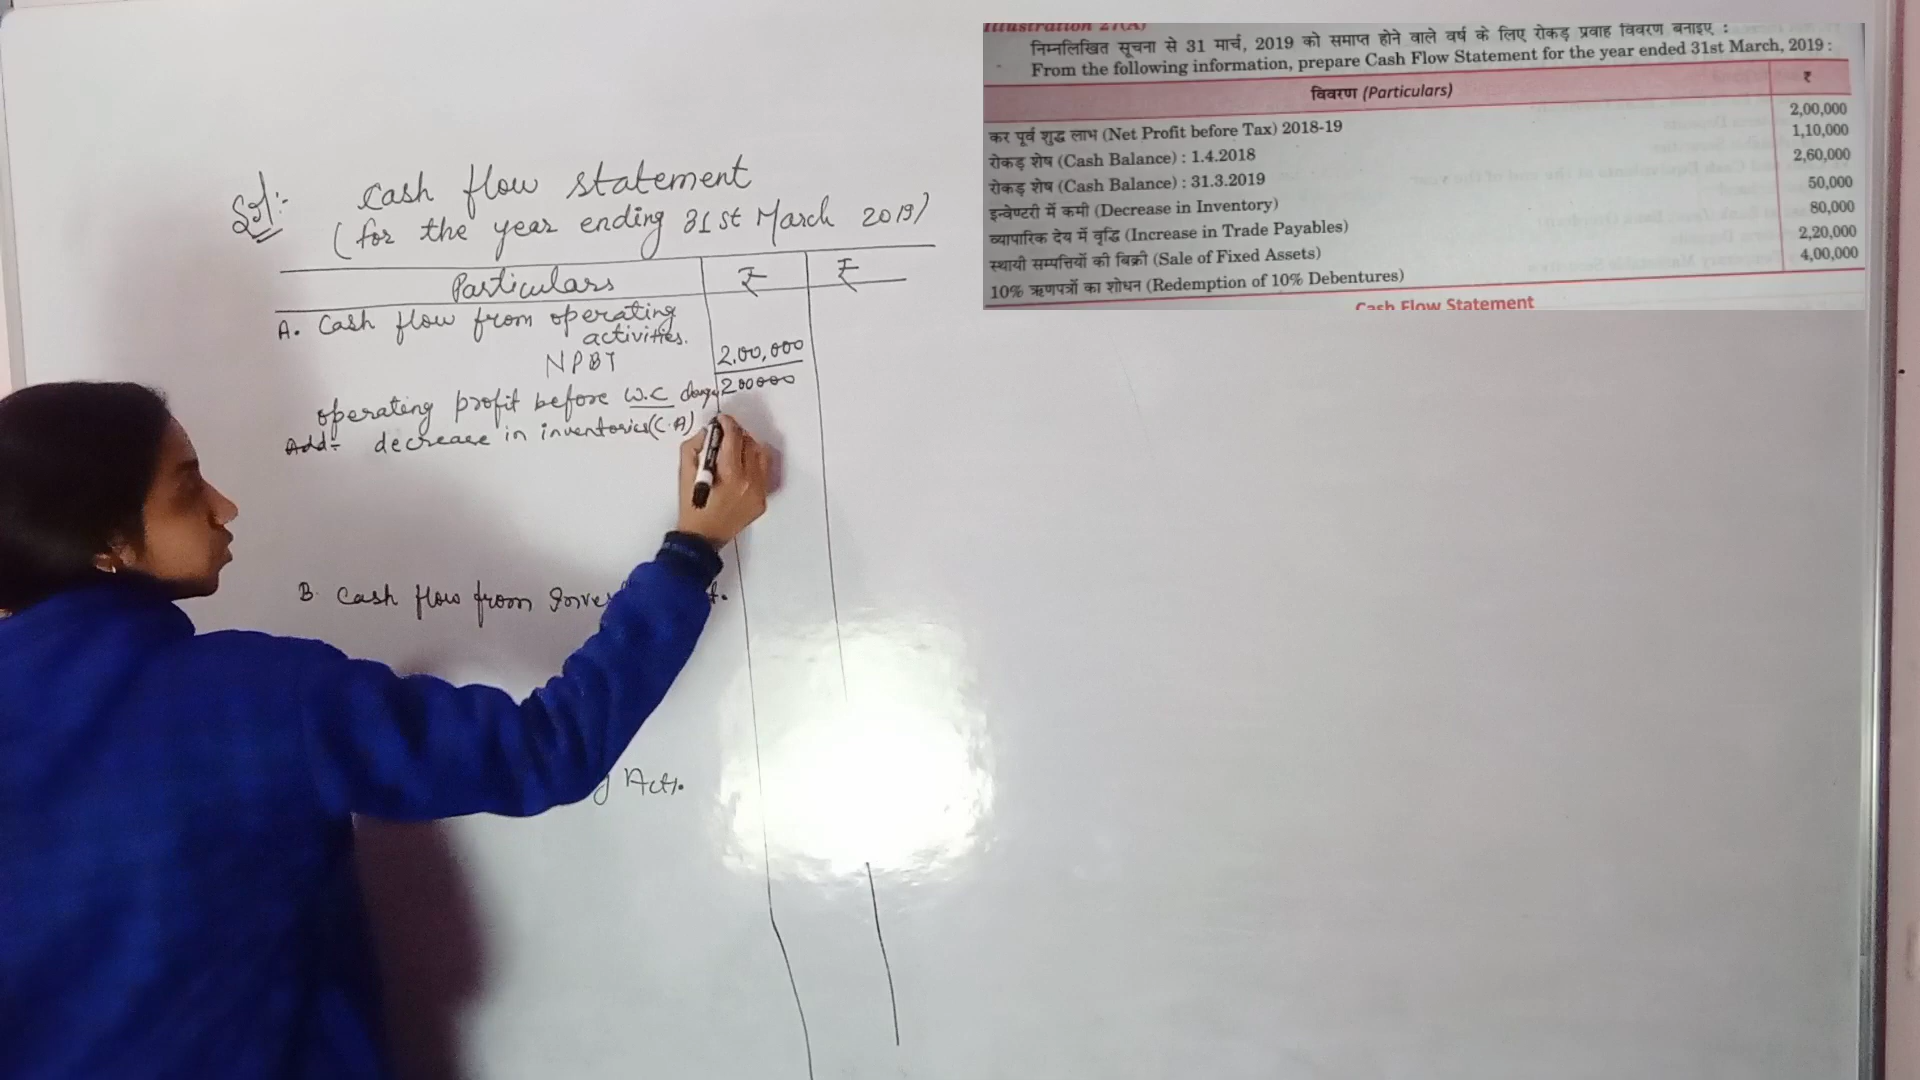 Sol:- Cash flow statement
(for the year ending 31st March 2019)
Particulars ₹ ₹
A. Cash flow from operating
activities.
NPBT 2,00,000
operating profit before W.C 200000
Add:- decrease in inventories (C.A)
B. Cash flow from
Act.
Illustration 27(A)
निम्नलिखित सूचना से 31 मार्च, 2019 को समाप्त होने वाले वर्ष के लिए रोकड़ प्रवाह विवरण बनाइए :
From the following information, prepare Cash Flow Statement for the year ended 31st March, 2019 :
विवरण (Particulars) ₹
कर पूर्व शुद्ध लाभ (Net Profit before Tax) 2018-19 2,00,000
रोकड़ शेष (Cash Balance) : 1.4.2018 1,10,000
रोकड़ शेष (Cash Balance) : 31.3.2019 2,60,000
इन्वेण्टरी में कमी (Decrease in Inventory) 50,000
व्यापारिक देय में वृद्धि (Increase in Trade Payables) 80,000
स्थायी सम्पत्तियों की बिक्री (Sale of Fixed Assets) 2,20,000
10% ऋणपत्रों का शोधन (Redemption of 10% Debentures) 4,00,000
Cash Flow Statement